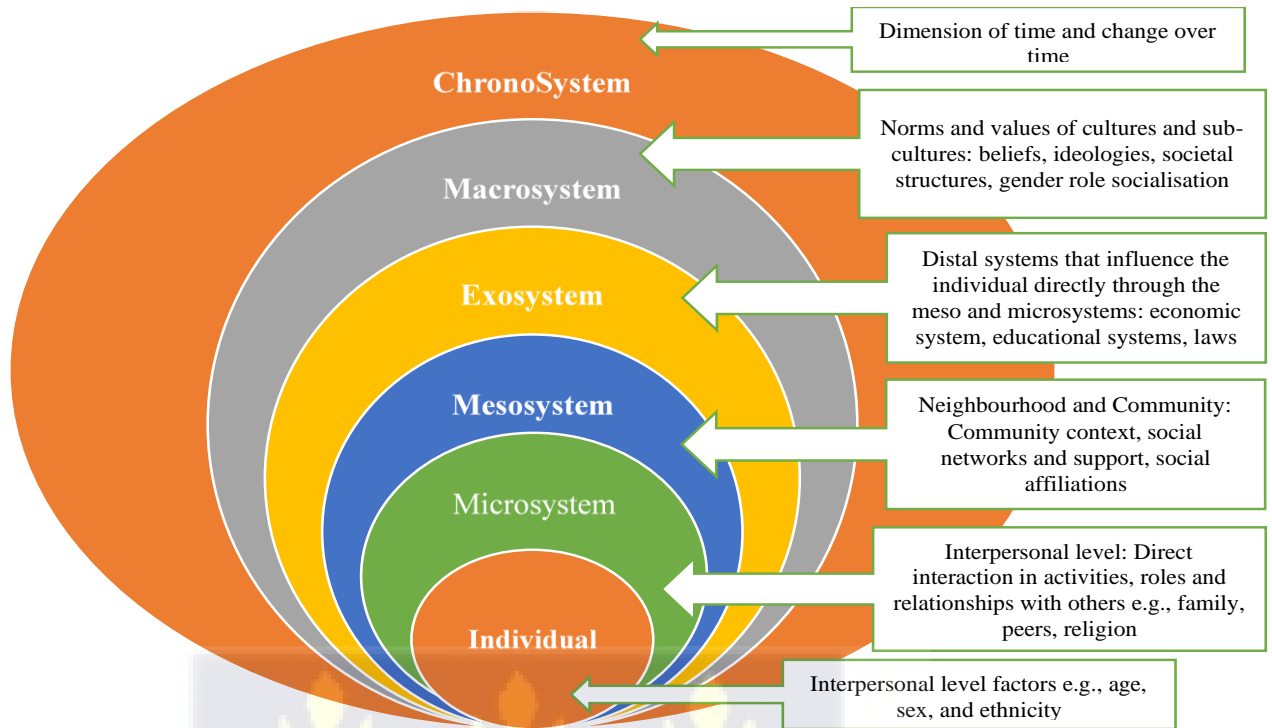 Dimension of time and change over
time
ChronoSystem
Norms and values of cultures and sub-
cultures: beliefs, ideologies, societal
structures, gender role socialisation
Macrosystem
Distal systems that influence the
individual directly through the
meso and microsystems: economic
system, educational systems, laws
Exosystem
Neighbourhood and Community:
Community context, social
networks and support, social
affiliations
Mesosystem
Interpersonal level: Direct
interaction in activities, roles and
relationships with others e.g., family,
peers, religion
Microsystem
Individual
Interpersonal level factors e.g., age,
sex, and ethnicity